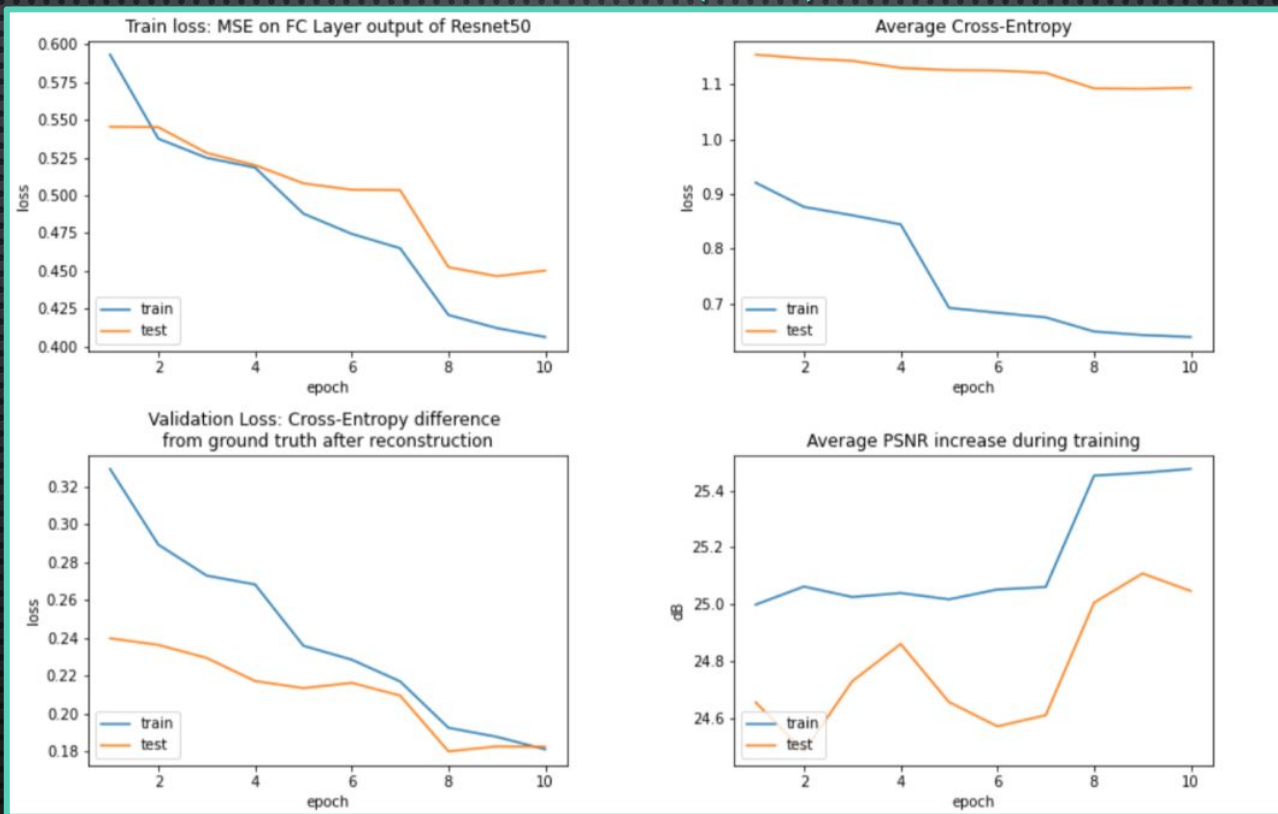 Train loss: MSE on FC Layer output of Resnet50
0.600
0.575
0.550
0.525
0.500
0.475
0.450
0.425
0.400
loss
train
test
2
4
6
8
10
epoch
Average Cross-Entropy
1.1
1.0
0.9
0.8
0.7
loss
train
test
2
4
6
8
10
epoch
Validation Loss: Cross-Entropy difference
from ground truth after reconstruction
0.32
0.30
0.28
0.26
0.24
0.22
0.20
0.18
loss
train
test
2
4
6
8
10
epoch
Average PSNR increase during training
25.4
25.2
25.0
24.8
24.6
dB
train
test
2
4
6
8
10
epoch